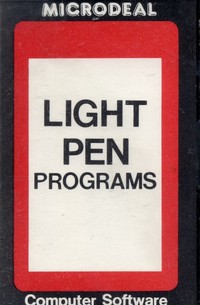 MICRODEAL
LIGHT
PEN
PROGRAMS
Computer Software